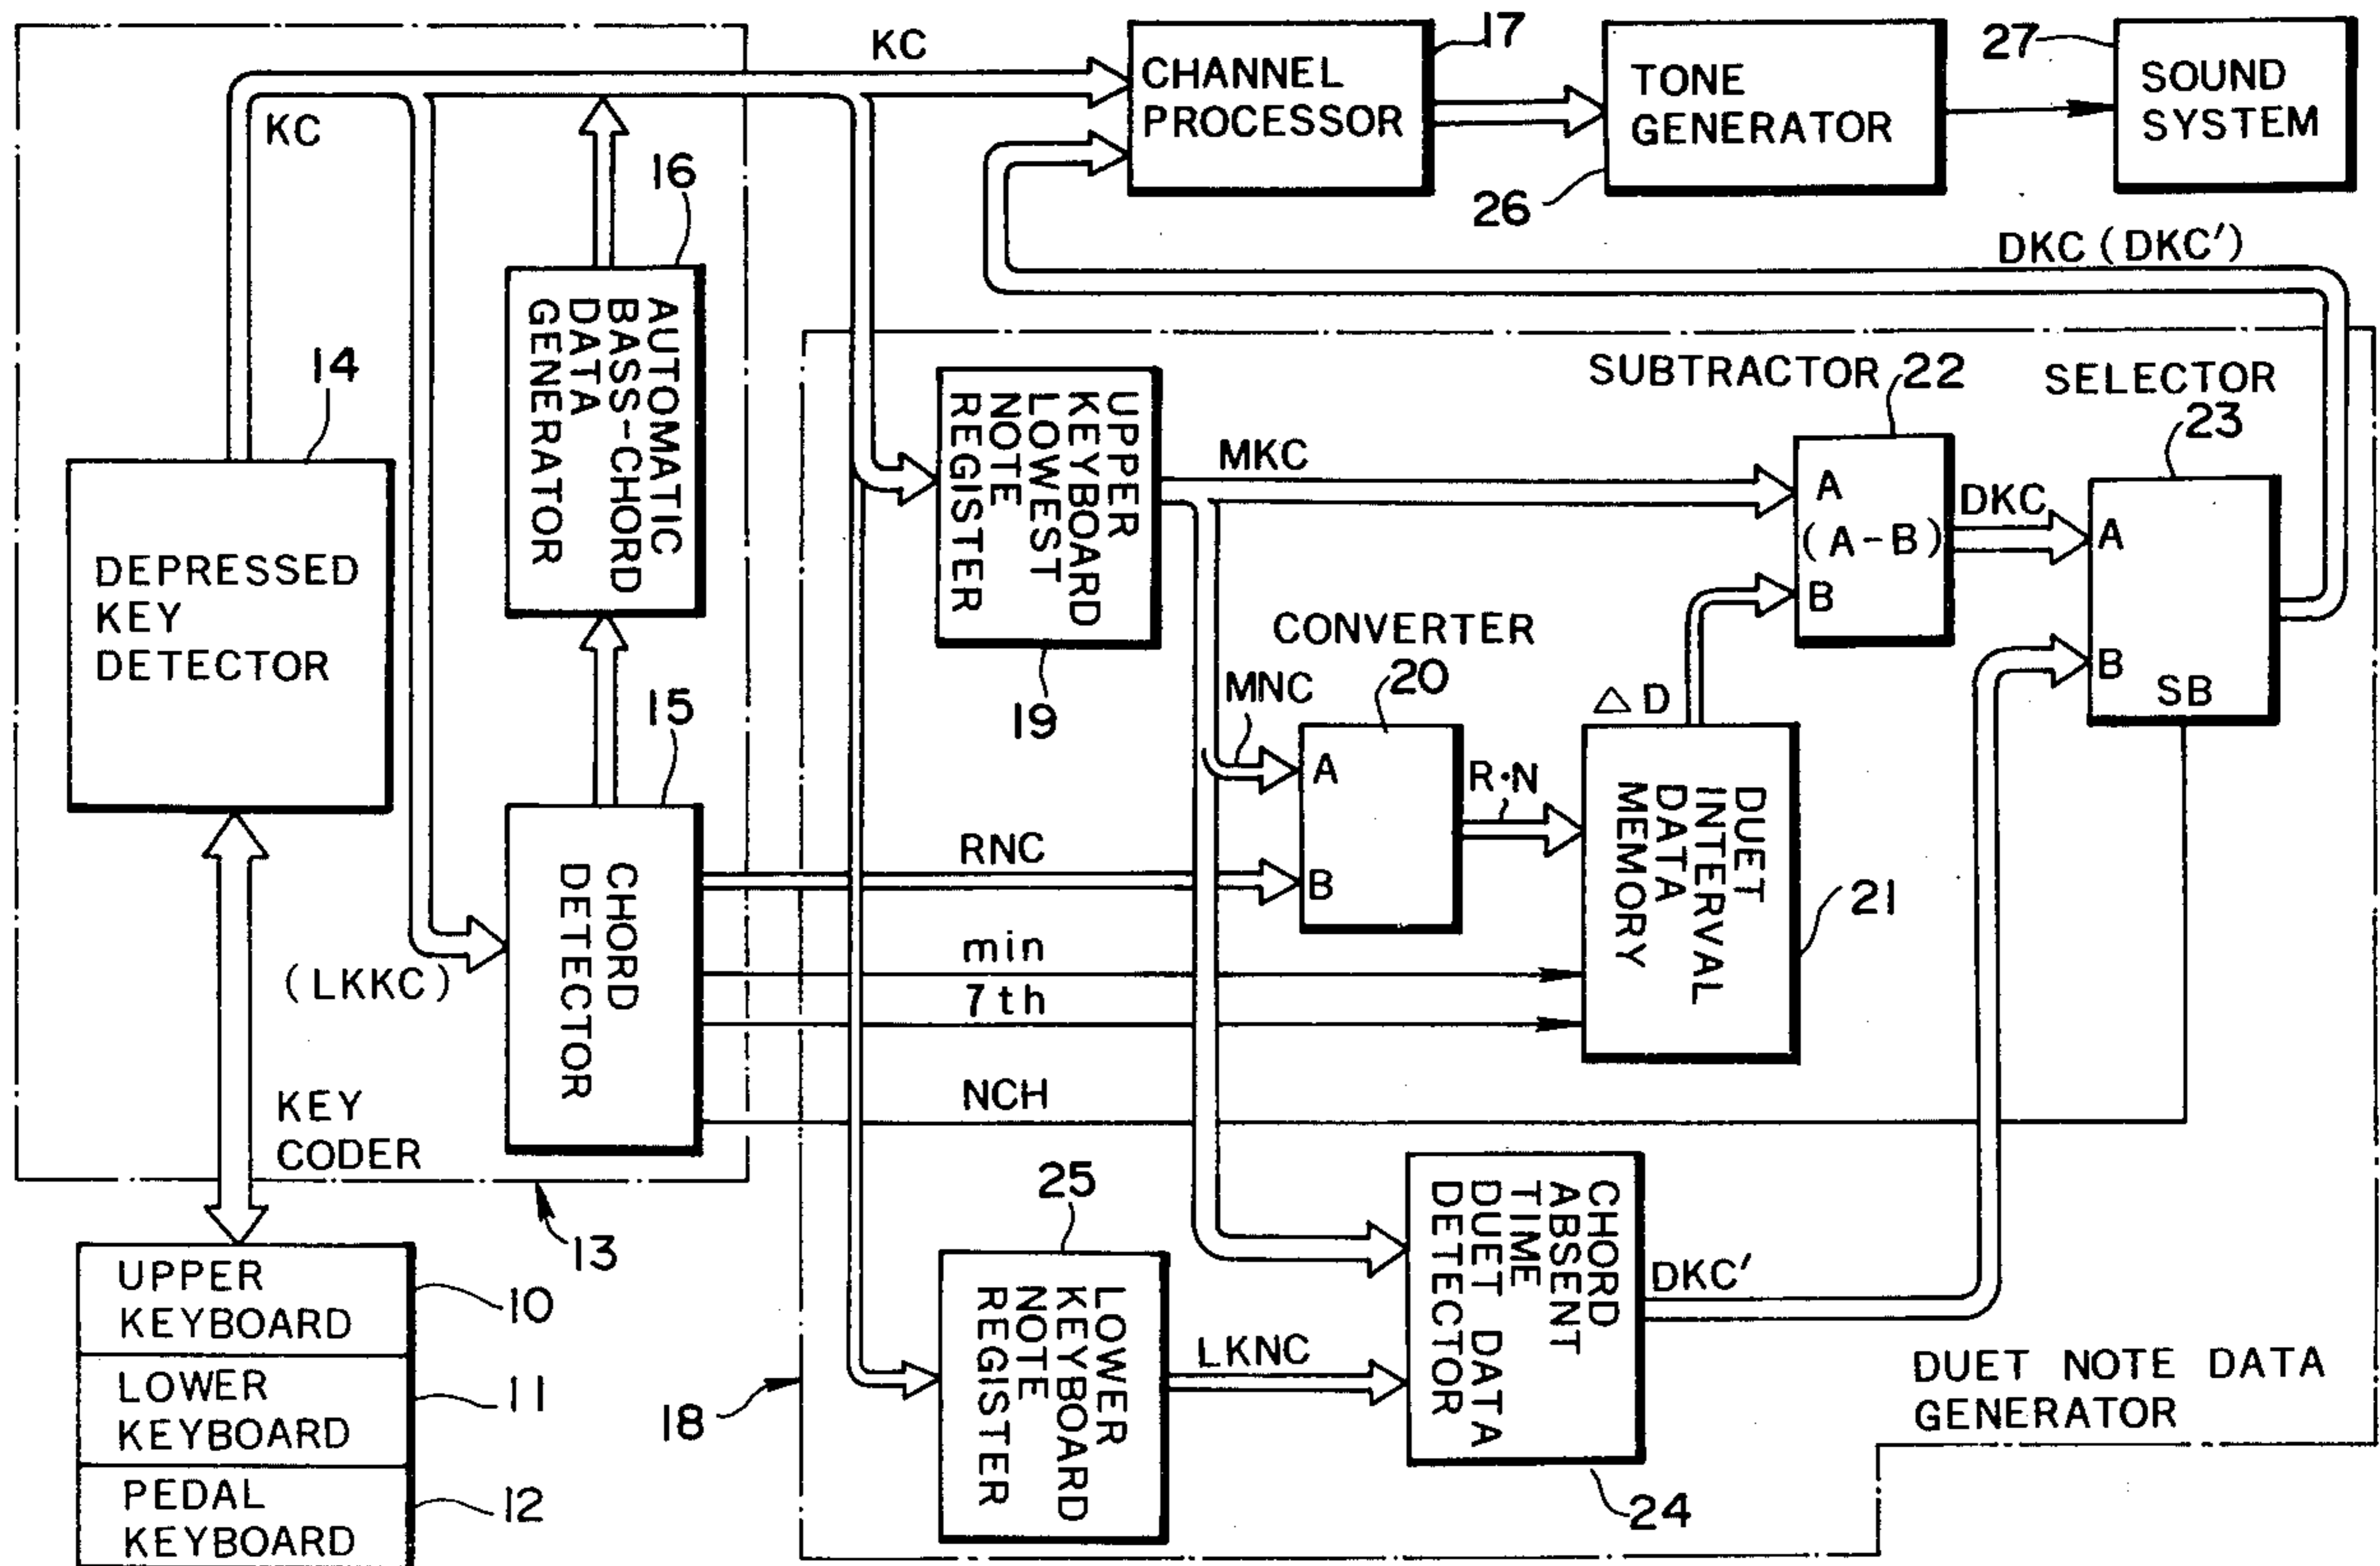 KC
KC
CHANNEL
PROCESSOR
17
TONE
GENERATOR
26
27
SOUND
SYSTEM
DKC (DKC')
16
AUTOMATIC
BASS-CHORD
DATA
GENERATOR
14
DEPRESSED
KEY
DETECTOR
15
CHORD
DETECTOR
(LKKC)
KEY
CODER
13
UPPER
KEYBOARD
10
LOWER
KEYBOARD
11
PEDAL
KEYBOARD
12
UPPER
KEYBOARD
LOWEST
NOTE
REGISTER
19
MKC
SUBTRACTOR 22
A
(A-B)
B
DKC
SELECTOR
23
A
B
SB
CONVERTER
20
MNC
A
B
R·N
△D
DUET
INTERVAL
DATA
MEMORY
21
RNC
min
7th
NCH
25
LOWER
KEYBOARD
NOTE
REGISTER
LKNC
CHORD
ABSENT
TIME
DUET DATA
DETECTOR
24
DKC'
18
DUET NOTE DATA
GENERATOR